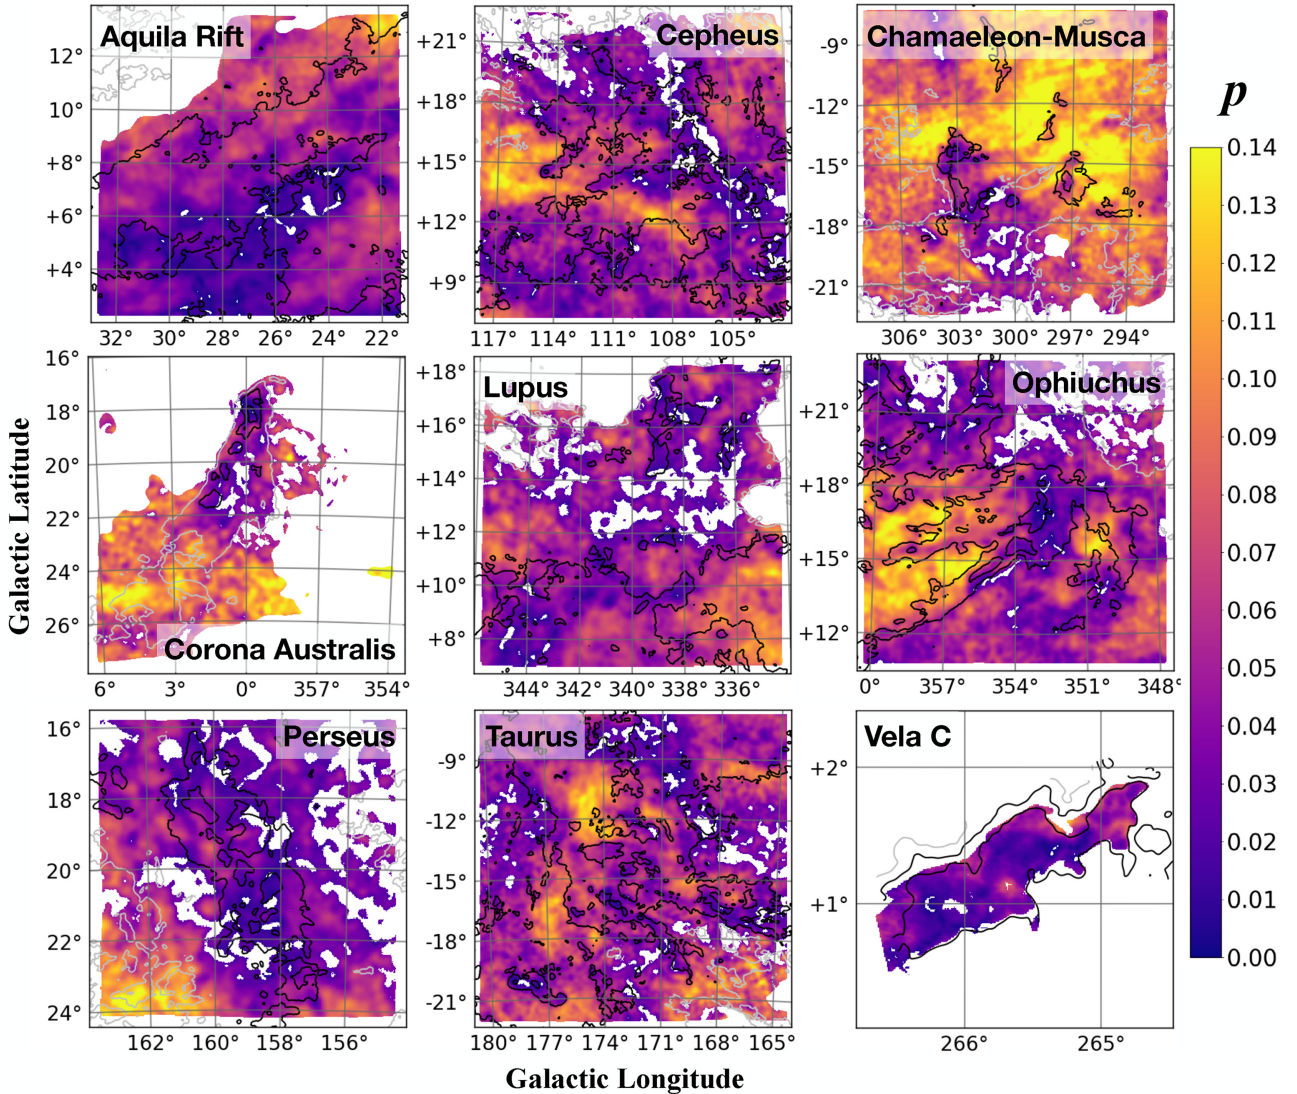 Aquila Rift
12°
10°
+8°
+6°
+4°
32° 30° 28° 26° 24° 22°
Cepheus
+21°
+18°
+15°
+12°
+9°
117° 114° 111° 108° 105°
Chamaeleon-Musca
-9°
-12°
-15°
-18°
-21°
306° 303° 300° 297° 294°
p
0.14
0.13
0.12
0.11
0.10
0.09
0.08
0.07
0.06
0.05
0.04
0.03
0.02
0.01
0.00
Galactic Latitude
16°
18°
20°
22°
24°
26°
Corona Australis
6° 3° 0° 357° 354°
Lupus
+18°
+16°
+14°
+12°
+10°
+8°
344° 342° 340° 338° 336°
Ophiuchus
+21°
+18°
+15°
+12°
0° 357° 354° 351° 348°
Perseus
16°
18°
20°
22°
24°
162° 160° 158° 156°
Taurus
-9°
-12°
-15°
-18°
-21°
180° 177° 174° 171° 168° 165°
Vela C
+2°
+1°
266° 265°
Galactic Longitude